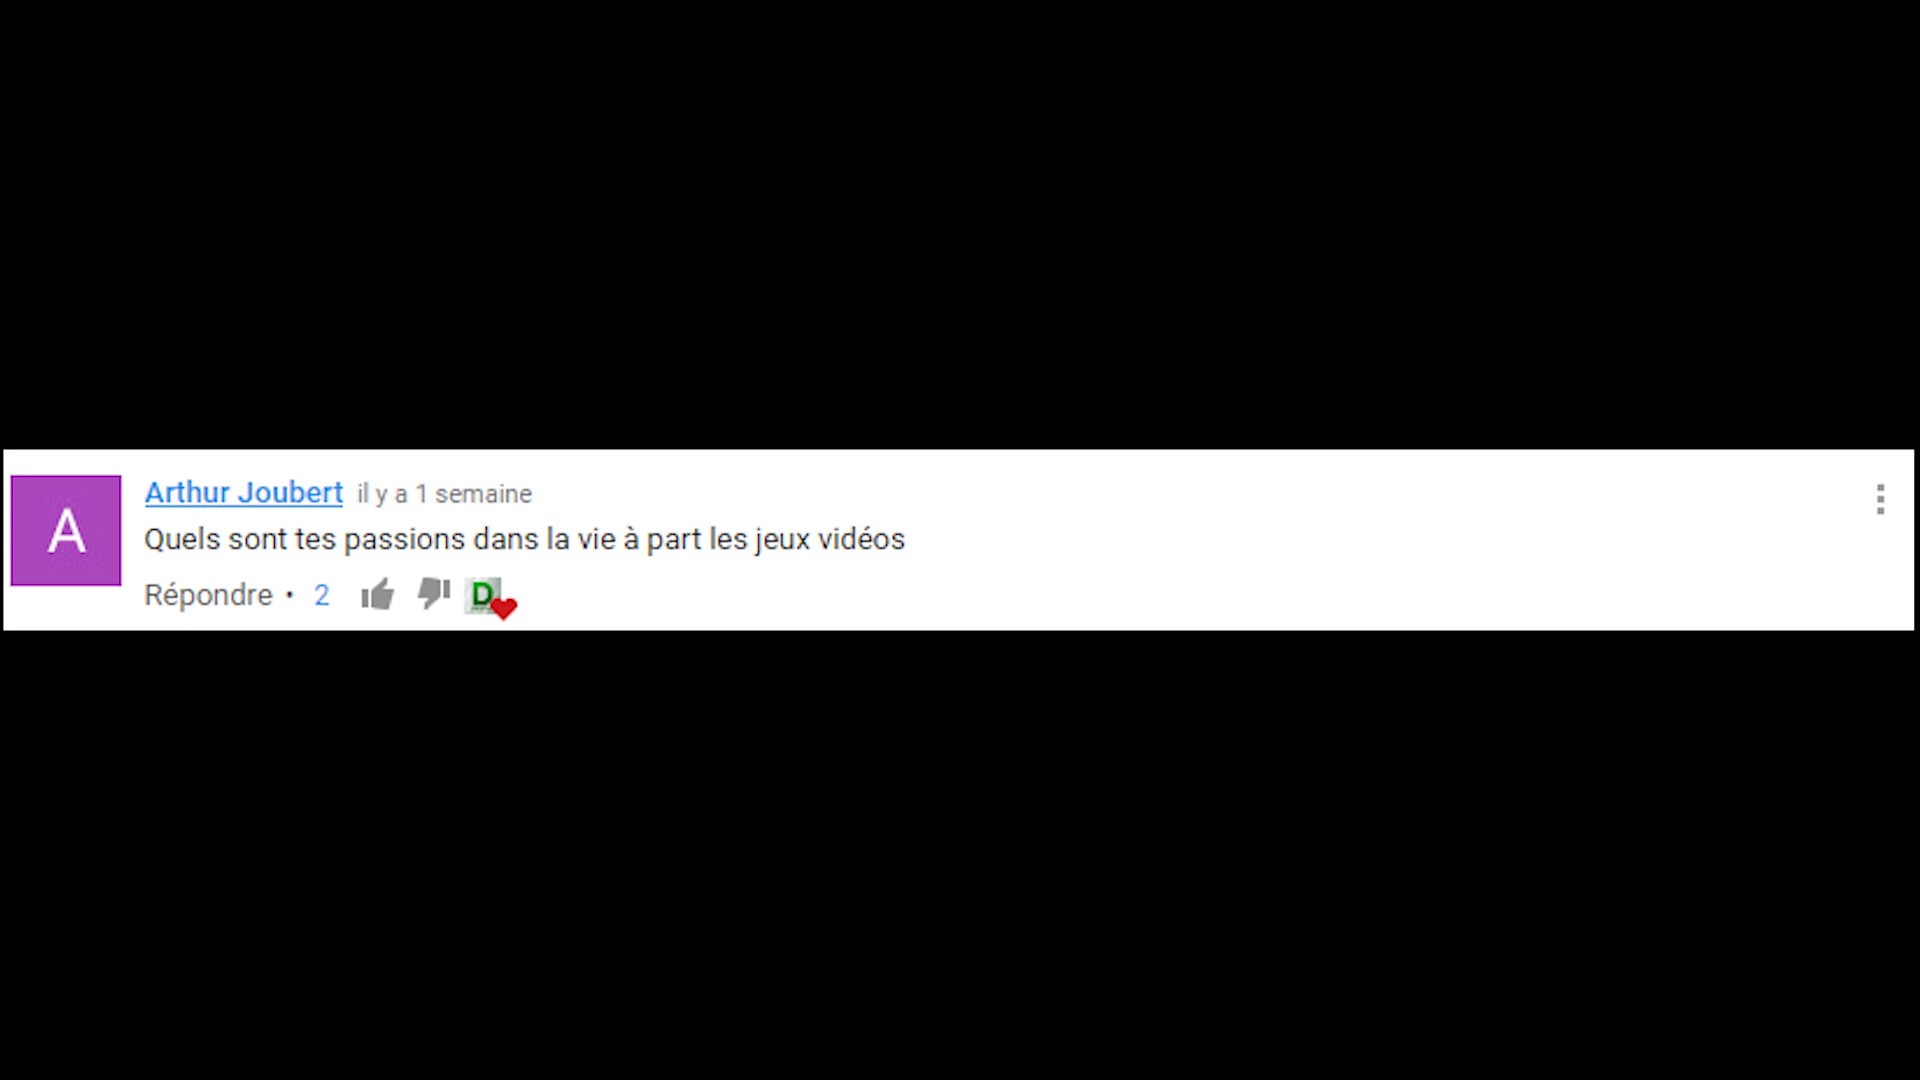 A
Arthur Joubert il y a 1 semaine
Quels sont tes passions dans la vie à part les jeux vidéos
Répondre • 2
D